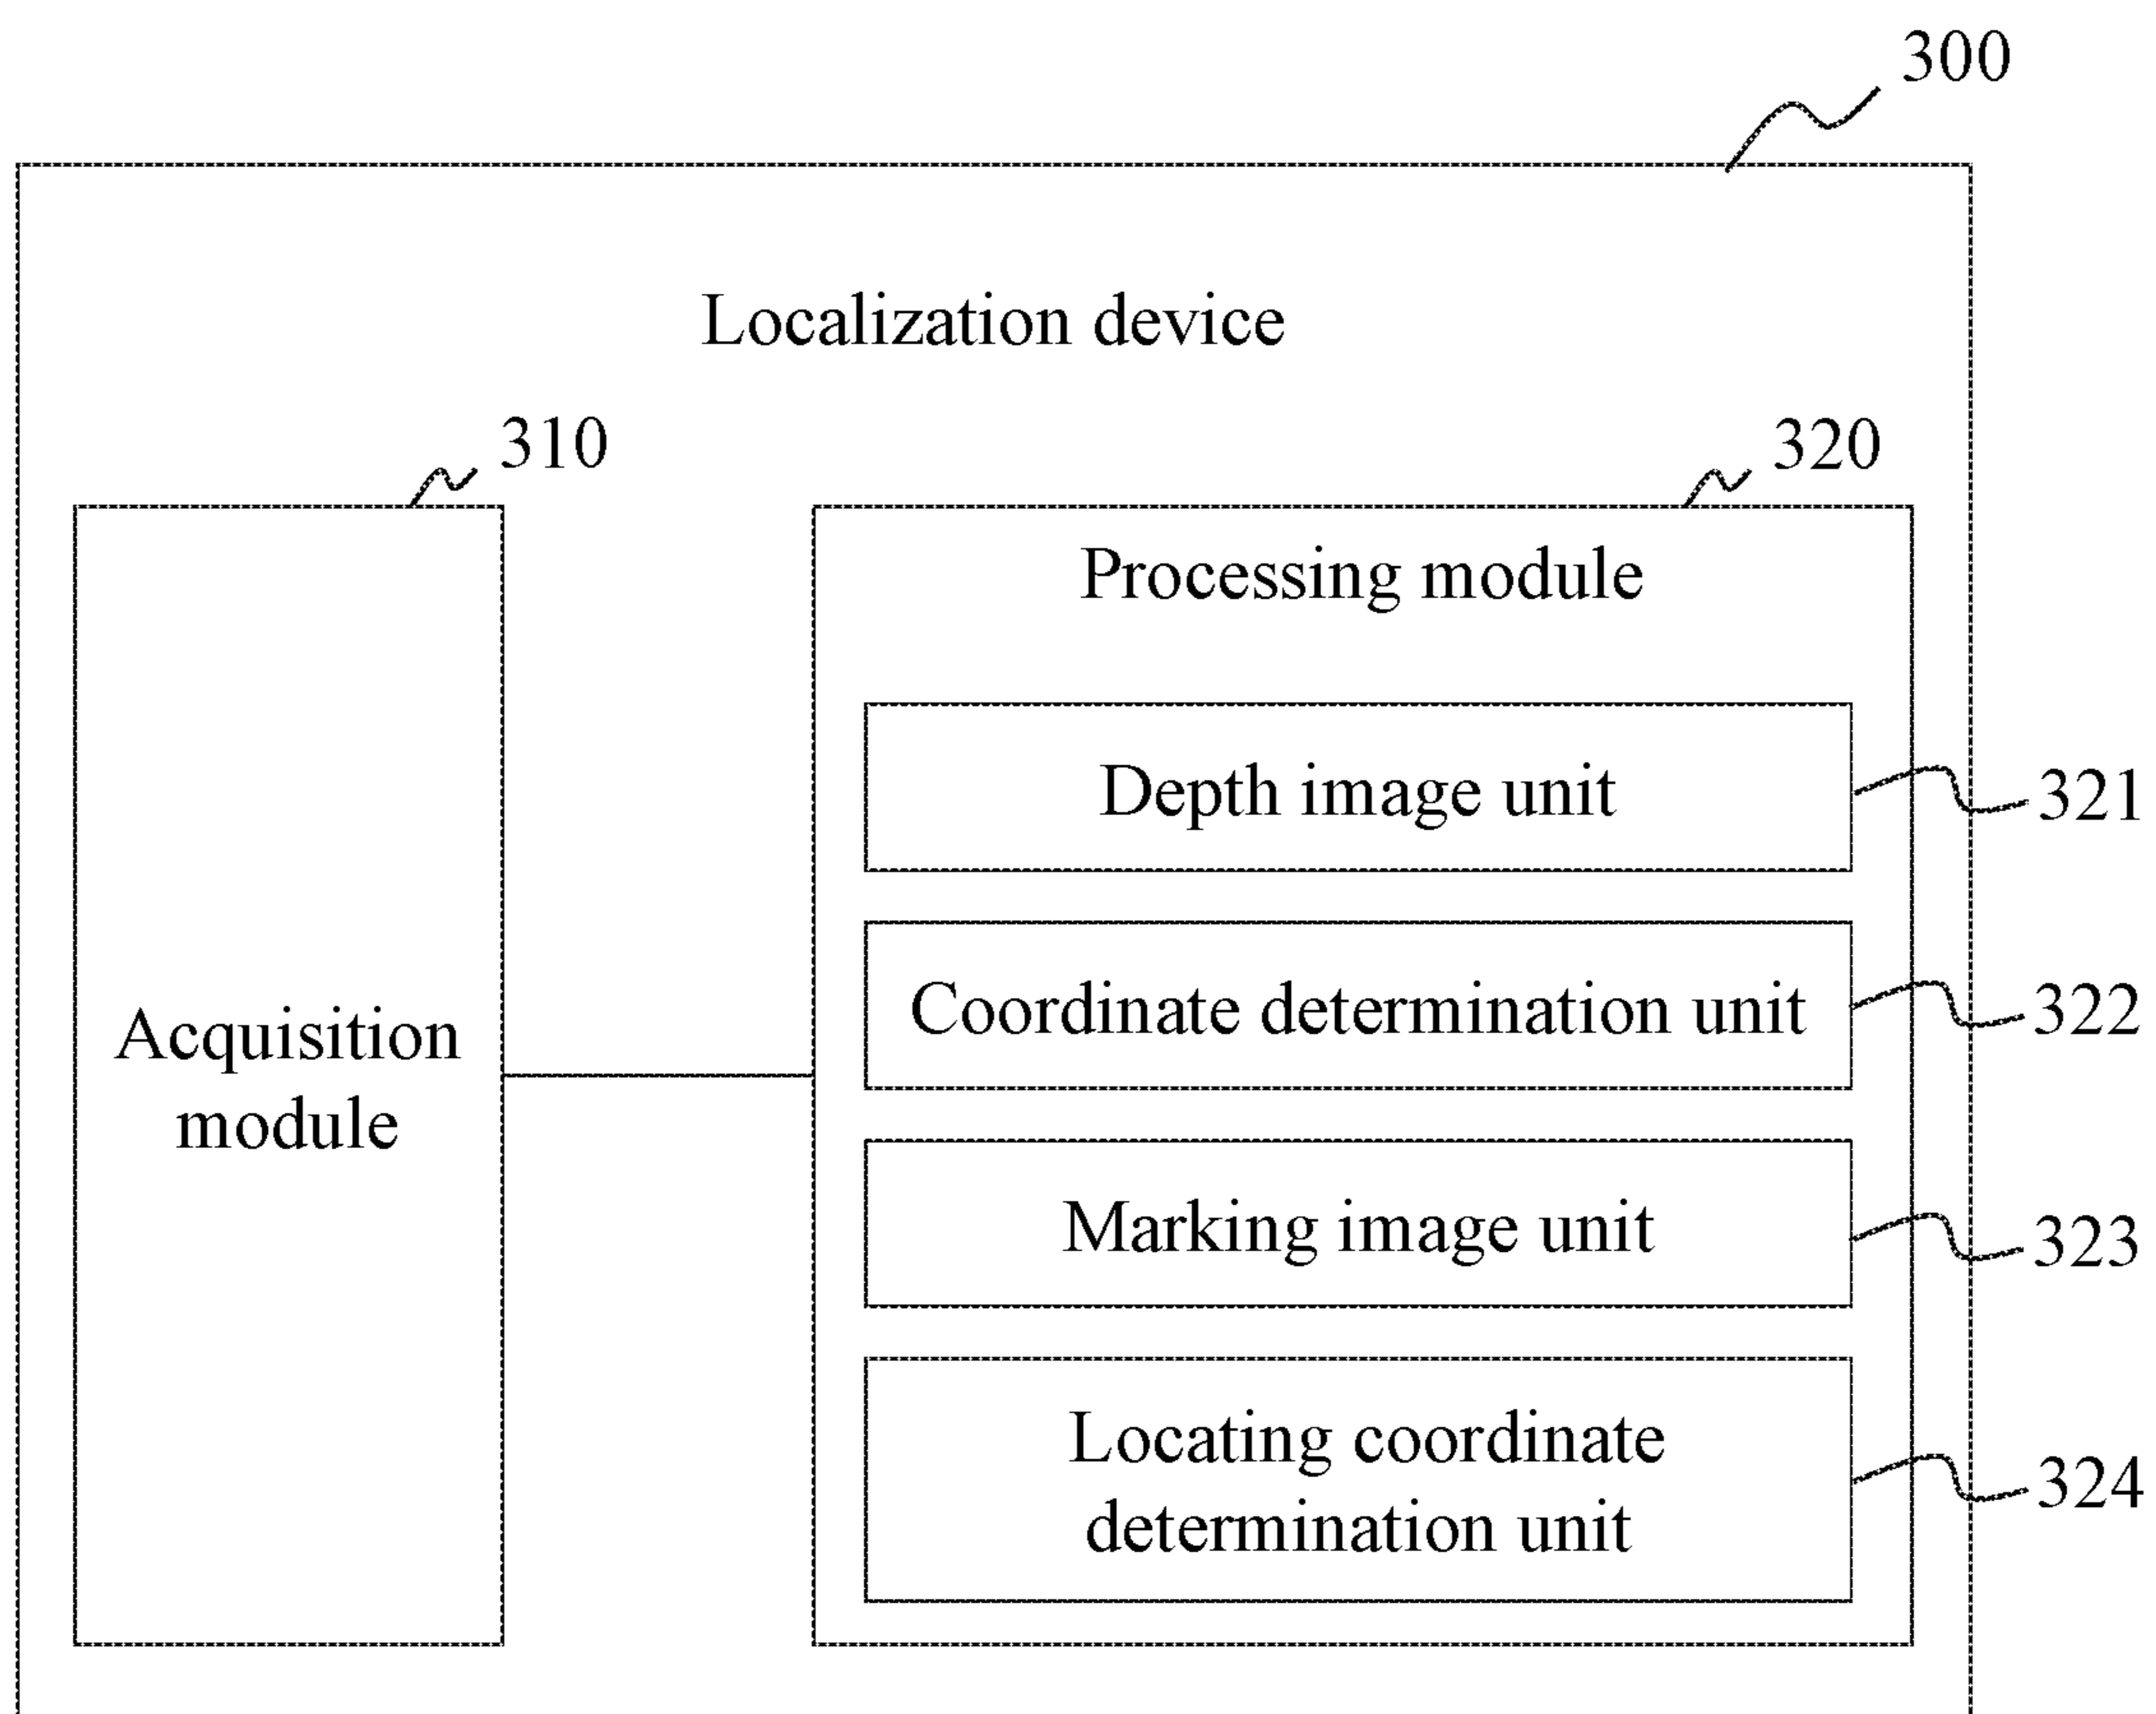 300
Localization device
310
320
Processing module
Depth image unit
321
Coordinate determination unit
322
Acquisition
module
Marking image unit
323
Locating coordinate
determination unit
324